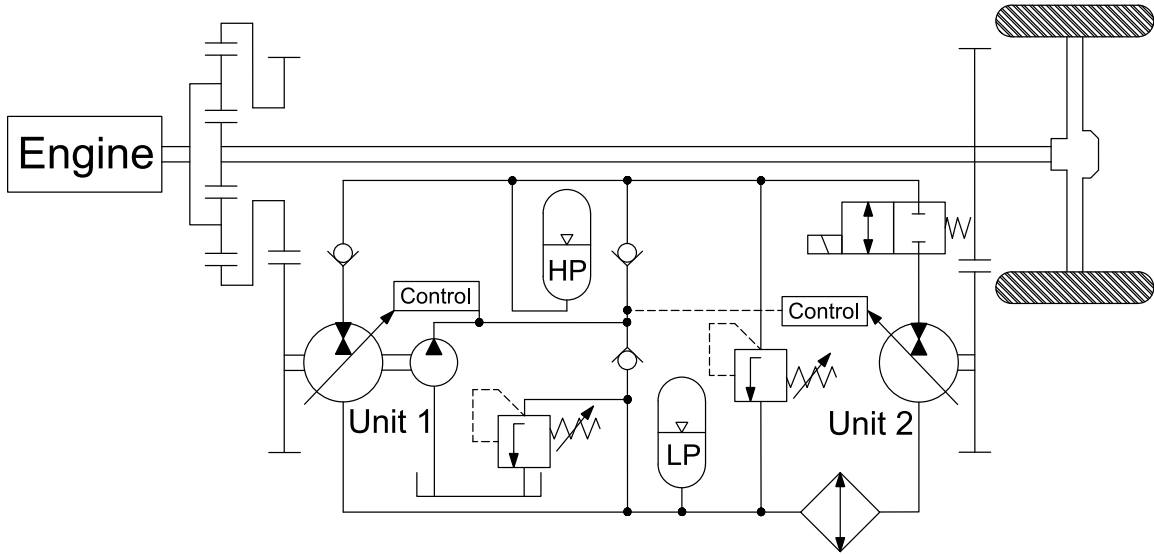 Engine
HP
Control
Control
Unit 1
Unit 2
LP